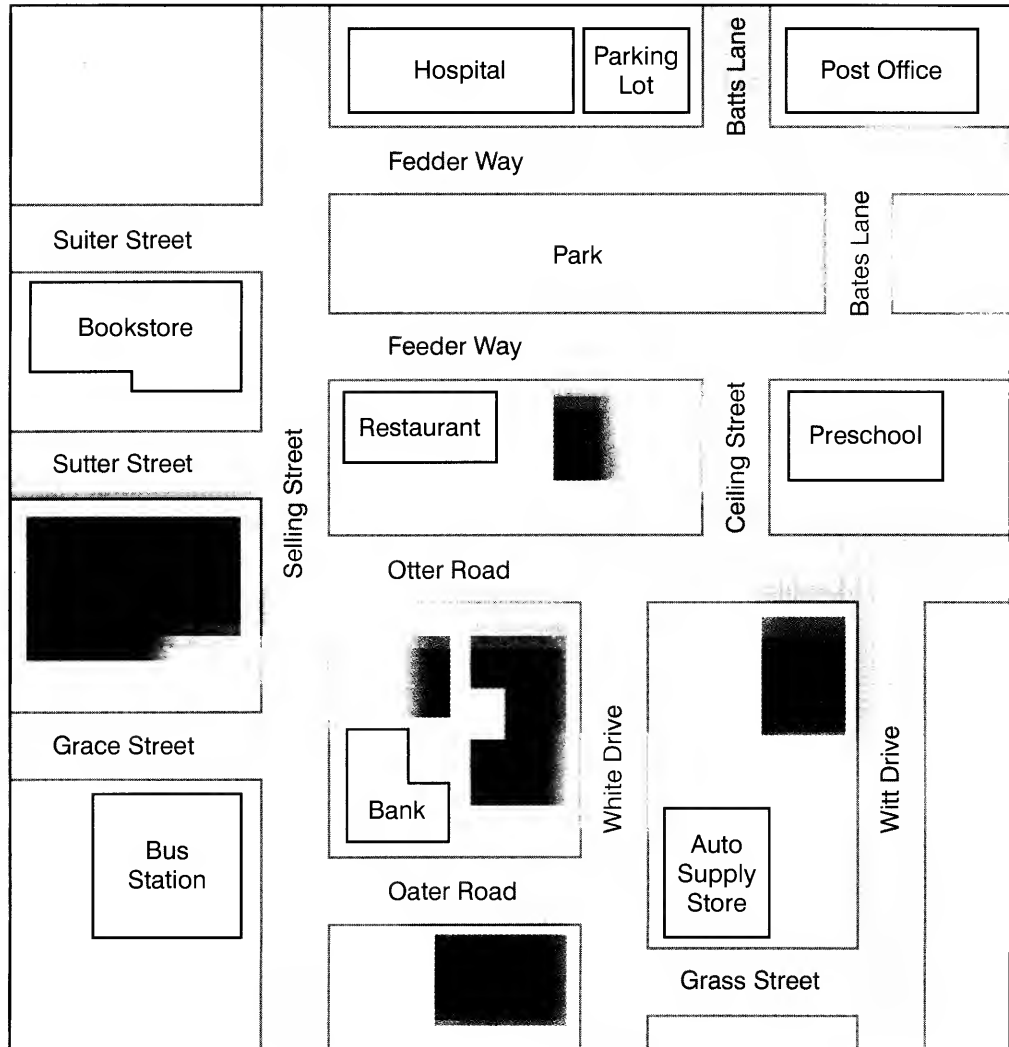 Hospital
Parking
Lot
Batts Lane
Post Office
Fedder Way
Suiter Street
Park
Bates Lane
Bookstore
Feeder Way
Restaurant
Ceiling Street
Preschool
Sutter Street
Selling Street
Otter Road
Grace Street
White Drive
Witt Drive
Bank
Bus
Station
Auto
Supply
Store
Oater Road
Grass Street